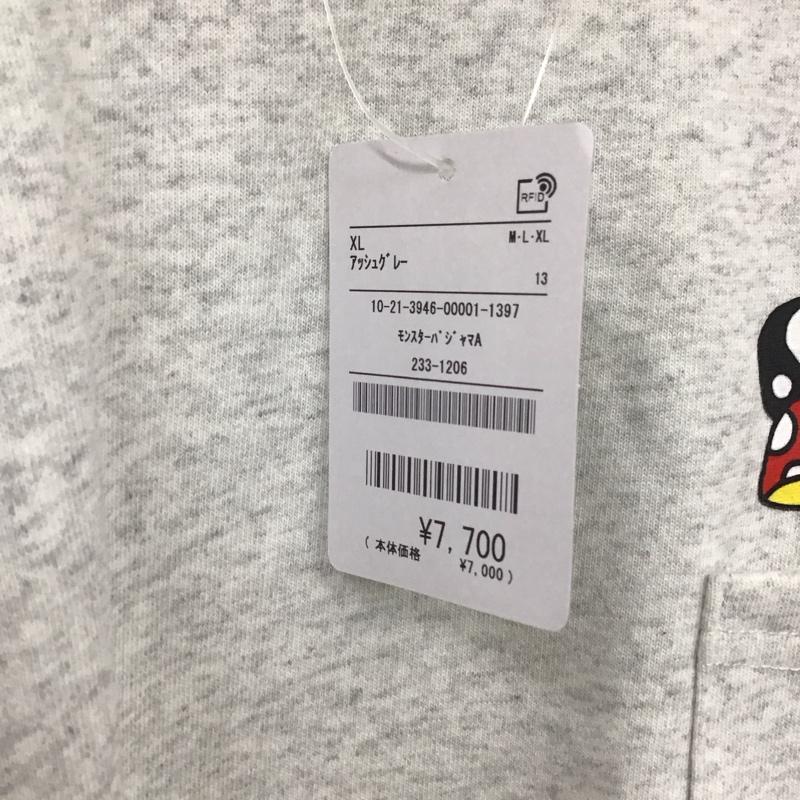 RFID
XL
M·L·XL
ｱｯｼｭｸﾞﾚｰ
13
10-21-3946-00001-1397
ﾓﾝｽﾀｰﾊﾟｼﾞｬﾏA
233-1206
¥7,700
( 本体価格 ¥7,000 )